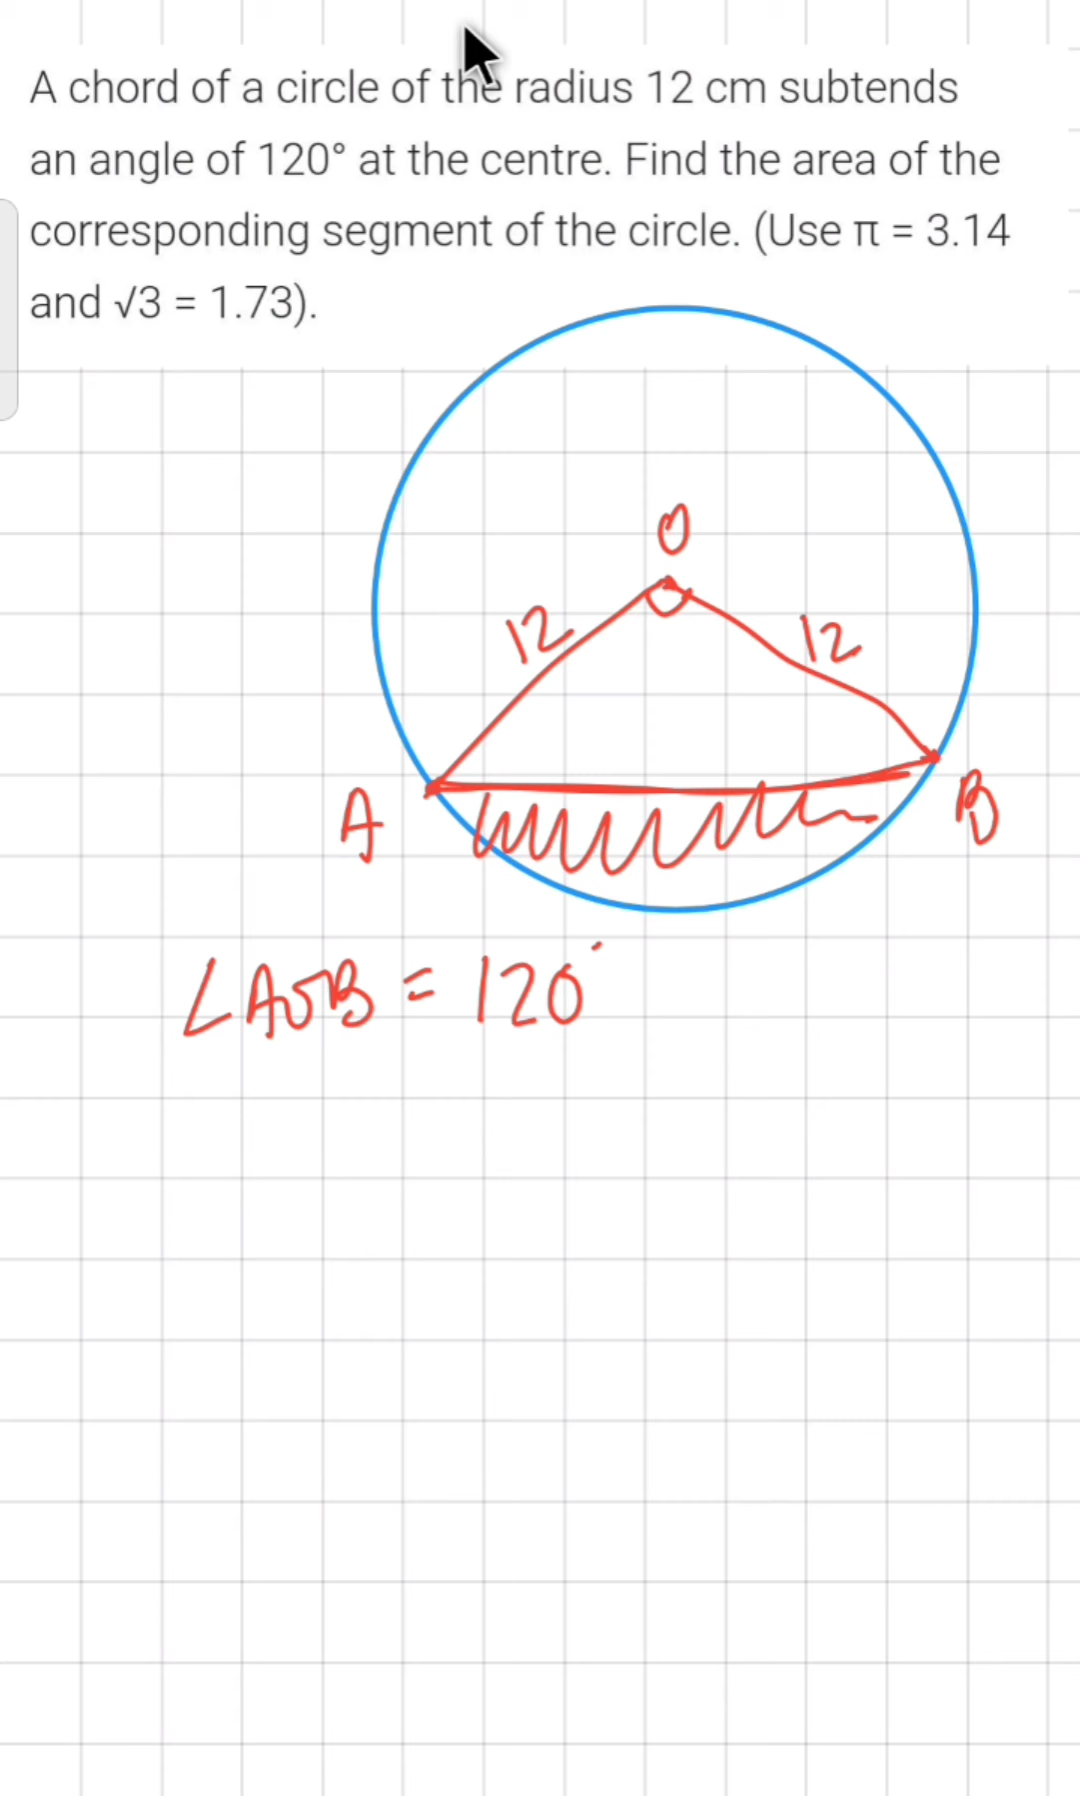 A chord of a circle of the radius 12 cm subtends
an angle of 120° at the centre. Find the area of the
corresponding segment of the circle. (Use π = 3.14
and √3 = 1.73).
O
12
12
A
B
∠AOB = 120°